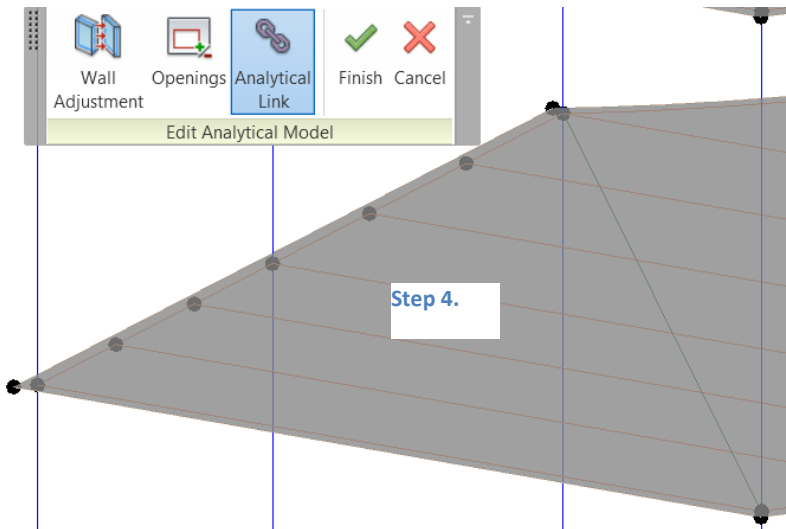 Wall Openings Analytical Finish Cancel
Adjustment Link
Edit Analytical Model
Step 4.